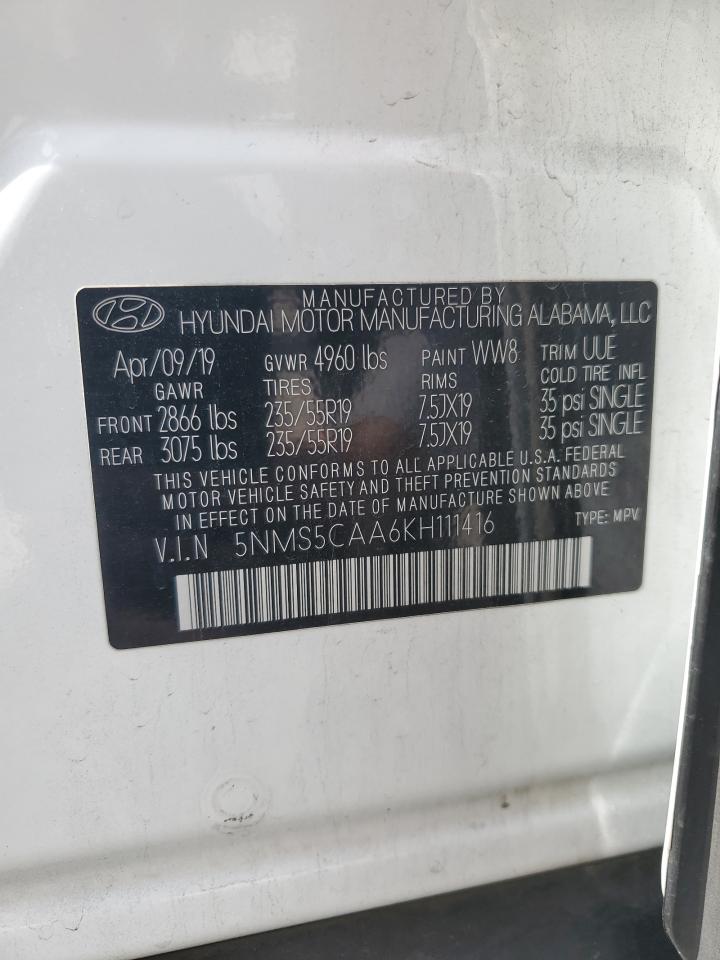 MANUFACTURED BY
HYUNDAI MOTOR MANUFACTURING ALABAMA, LLC
Apr/09/19 GVWR 4960 lbs PAINT WW8 TRIM UUE
GAWR TIRES RIMS COLD TIRE INFL
FRONT 2866 lbs 235/55R19 7.5JX19 35 psi SINGLE
REAR 3075 lbs 235/55R19 7.5JX19 35 psi SINGLE
THIS VEHICLE CONFORMS TO ALL APPLICABLE U.S.A. FEDERAL
MOTOR VEHICLE SAFETY AND THEFT PREVENTION STANDARDS
IN EFFECT ON THE DATE OF MANUFACTURE SHOWN ABOVE.
V.I.N 5NMS5CAA6KH111416 TYPE: MPV